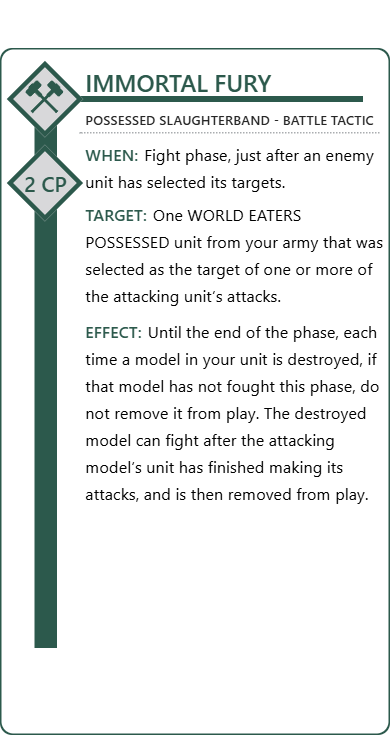 IMMORTAL FURY
POSSESSED SLAUGHTERBAND - BATTLE TACTIC
WHEN: Fight phase, just after an enemy
2 CP
unit has selected its targets.
TARGET: One WORLD EATERS
POSSESSED unit from your army that was
selected as the target of one or more of
the attacking unit’s attacks.
EFFECT: Until the end of the phase, each
time a model in your unit is destroyed, if
that model has not fought this phase, do
not remove it from play. The destroyed
model can fight after the attacking
model’s unit has finished making its
attacks, and is then removed from play.